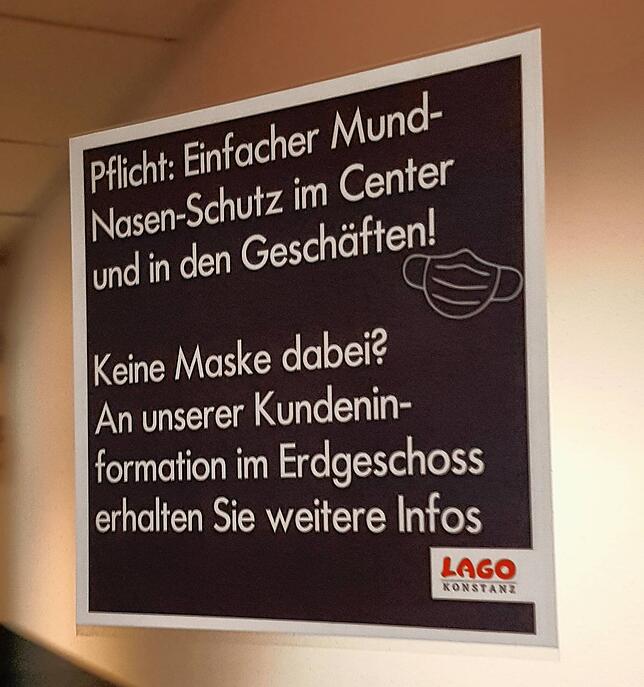 Pflicht: Einfacher Mund-
Nasen-Schutz im Center
und in den Geschäften!
Keine Maske dabei?
An unserer Kundenin-
formation im Erdgeschoss
erhalten Sie weitere Infos
LAGO
KONSTANZ